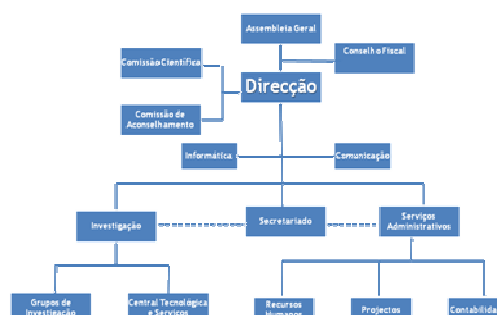 Assembleia Geral
Conselho Fiscal
Comissão Científica
Direcção
Comissão de
Aconselhamento
Informática
Comunicação
Investigação
Secretariado
Serviços
Administrativos
Grupos de
Investigação
Central Tecnológica
e Serviços
Recursos
Humanos
Projectos
Contabilida